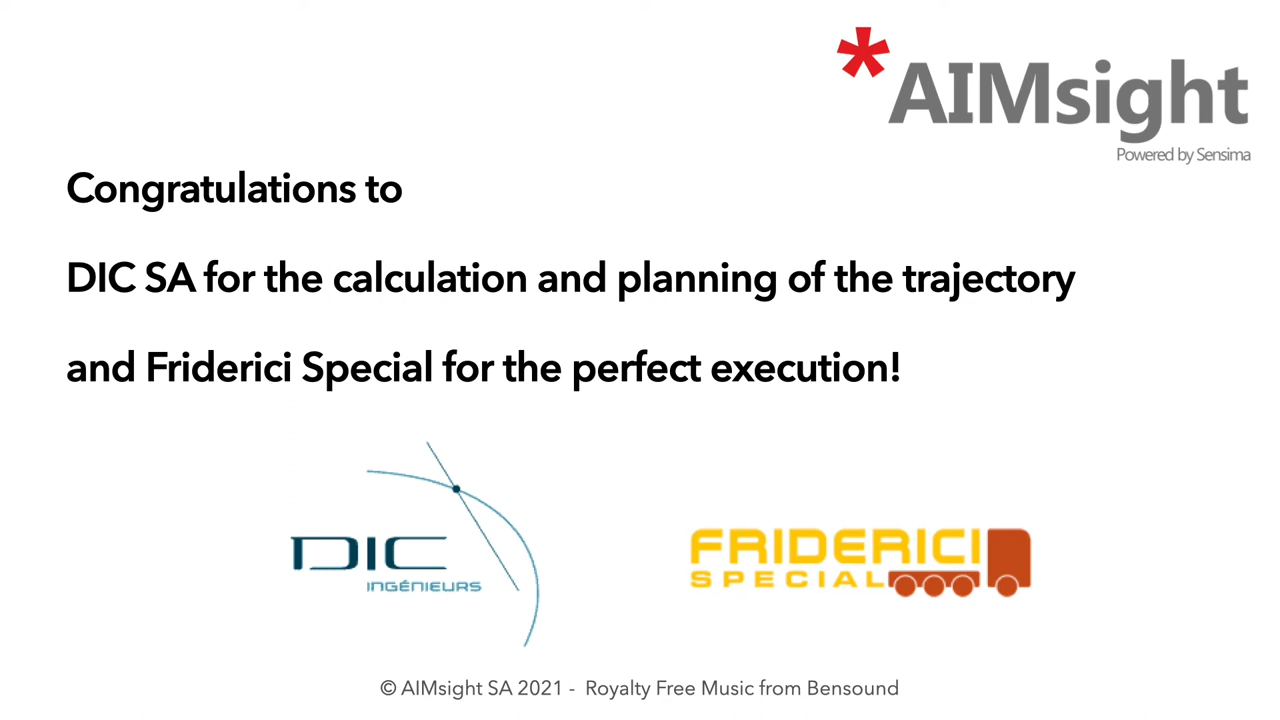 *AIMsight
Powered by Sensima
Congratulations to
DIC SA for the calculation and planning of the trajectory
and Friderici Special for the perfect execution!
DIC
INGÉNIEURS
FRIDERICI
SPECIAL
© AIMsight SA 2021 - Royalty Free Music from Bensound